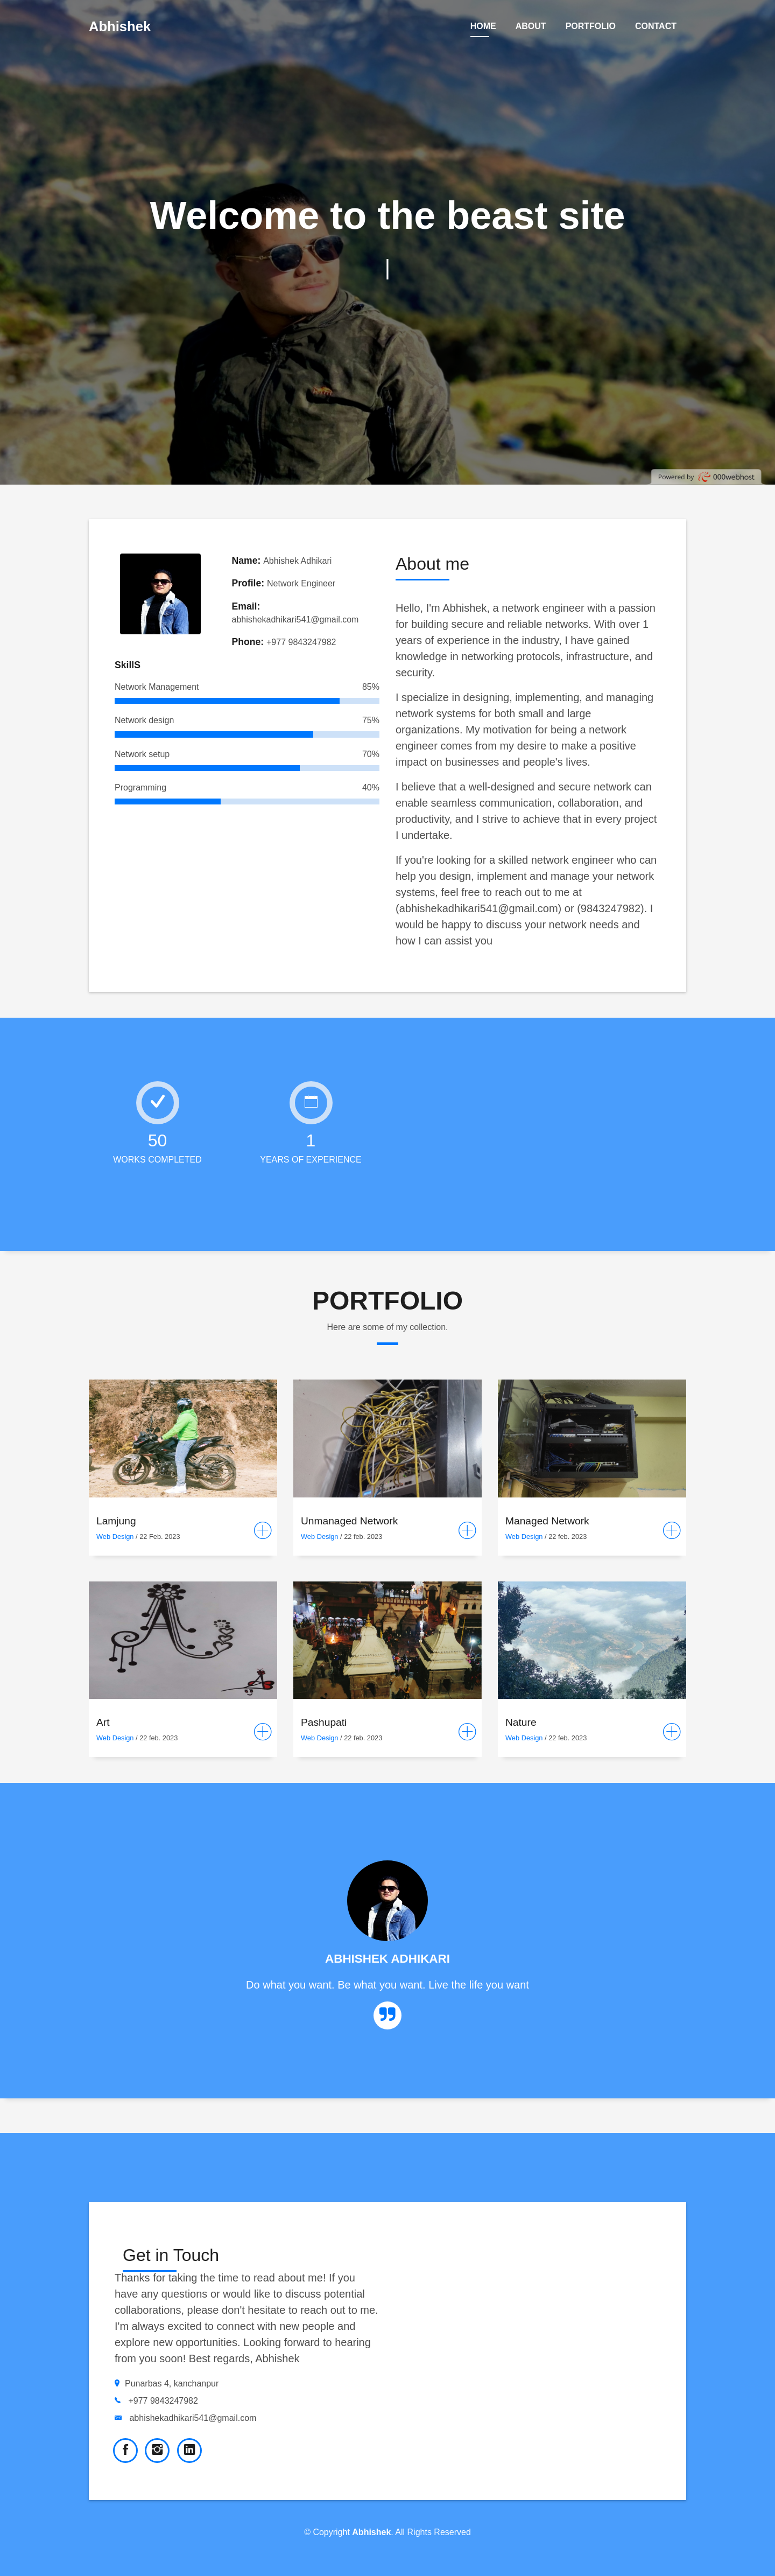 Abhishek
HOME ABOUT PORTFOLIO CONTACT
Welcome to the beast site
Powered by 000webhost
Name: Abhishek Adhikari
Profile: Network Engineer
Email:
abhishekadhikari541@gmail.com
Phone: +977 9843247982
SkillS
Network Management 85%
Network design 75%
Network setup 70%
Programming 40%
About me
Hello, I'm Abhishek, a network engineer with a passion
for building secure and reliable networks. With over 1
years of experience in the industry, I have gained
knowledge in networking protocols, infrastructure, and
security.
I specialize in designing, implementing, and managing
network systems for both small and large
organizations. My motivation for being a network
engineer comes from my desire to make a positive
impact on businesses and people's lives.
I believe that a well-designed and secure network can
enable seamless communication, collaboration, and
productivity, and I strive to achieve that in every project
I undertake.
If you're looking for a skilled network engineer who can
help you design, implement and manage your network
systems, feel free to reach out to me at
(abhishekadhikari541@gmail.com) or (9843247982). I
would be happy to discuss your network needs and
how I can assist you
50
WORKS COMPLETED
1
YEARS OF EXPERIENCE
PORTFOLIO
Here are some of my collection.
Lamjung
Web Design / 22 Feb. 2023
Unmanaged Network
Web Design / 22 feb. 2023
Managed Network
Web Design / 22 feb. 2023
Art
Web Design / 22 feb. 2023
Pashupati
Web Design / 22 feb. 2023
Nature
Web Design / 22 feb. 2023
ABHISHEK ADHIKARI
Do what you want. Be what you want. Live the life you want
Get in Touch
Thanks for taking the time to read about me! If you
have any questions or would like to discuss potential
collaborations, please don't hesitate to reach out to me.
I'm always excited to connect with new people and
explore new opportunities. Looking forward to hearing
from you soon! Best regards, Abhishek
Punarbas 4, kanchanpur
+977 9843247982
abhishekadhikari541@gmail.com
© Copyright Abhishek. All Rights Reserved